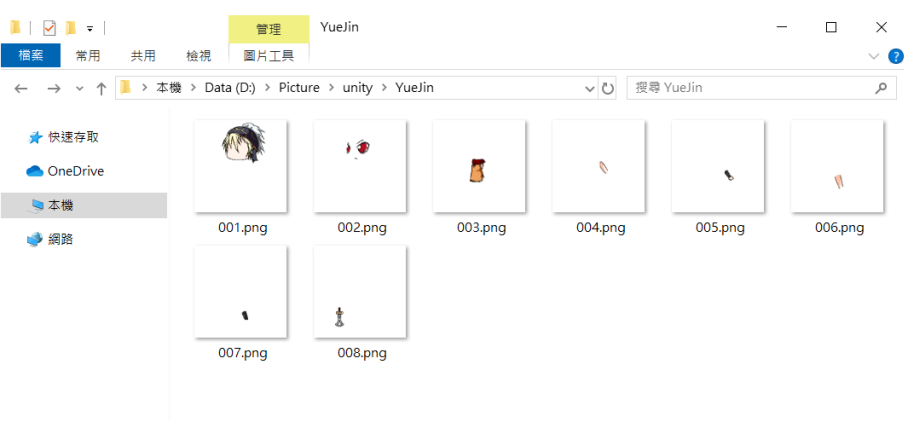 管理
YueJin
檔案
常用
共用
檢視
圖片工具
本機 > Data (D:) > Picture > unity > YueJin
搜尋 YueJin
快速存取
OneDrive
本機
網路
001.png
002.png
003.png
004.png
005.png
006.png
007.png
008.png